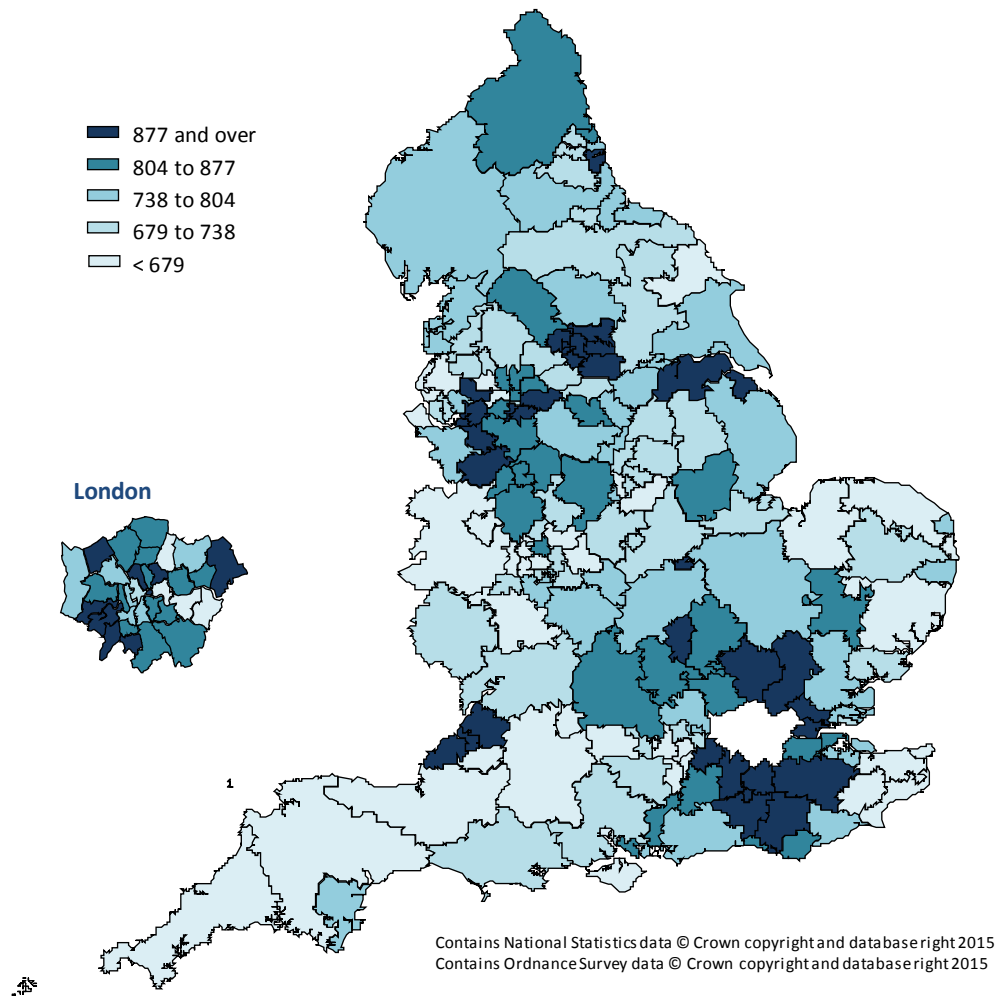 877 and over
804 to 877
738 to 804
679 to 738
< 679
London
1
Contains National Statistics data © Crown copyright and database right 2015
Contains Ordnance Survey data © Crown copyright and database right 2015